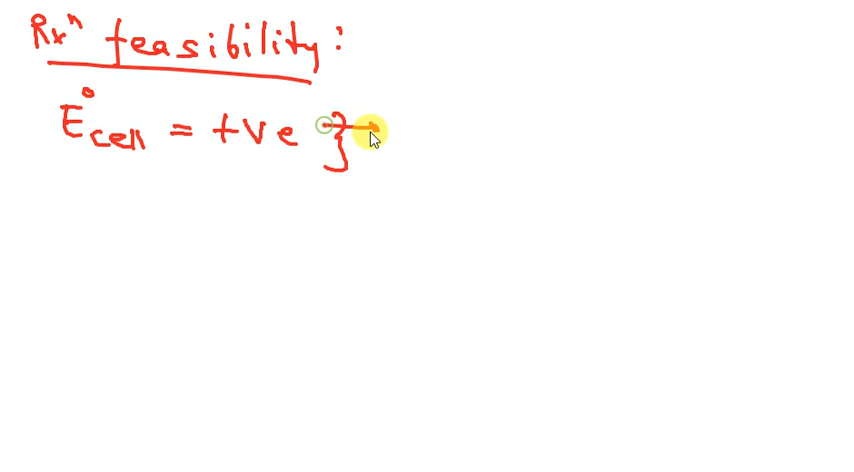 Rxⁿ feasibility:
E°cell = +ve }